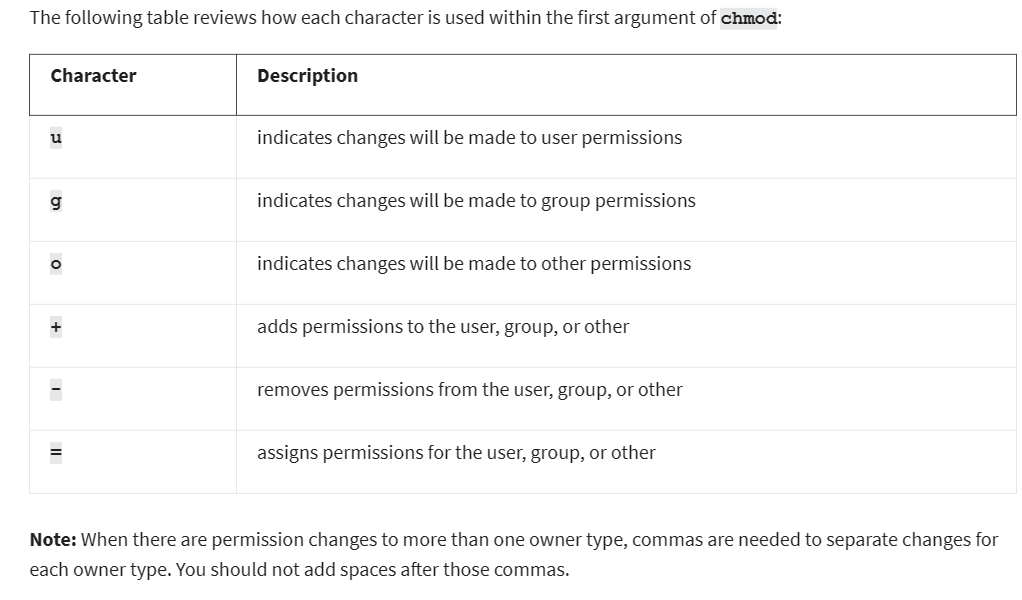 The following table reviews how each character is used within the first argument of chmod:
Character Description
u indicates changes will be made to user permissions
g indicates changes will be made to group permissions
o indicates changes will be made to other permissions
+ adds permissions to the user, group, or other
- removes permissions from the user, group, or other
= assigns permissions for the user, group, or other
Note: When there are permission changes to more than one owner type, commas are needed to separate changes for
each owner type. You should not add spaces after those commas.